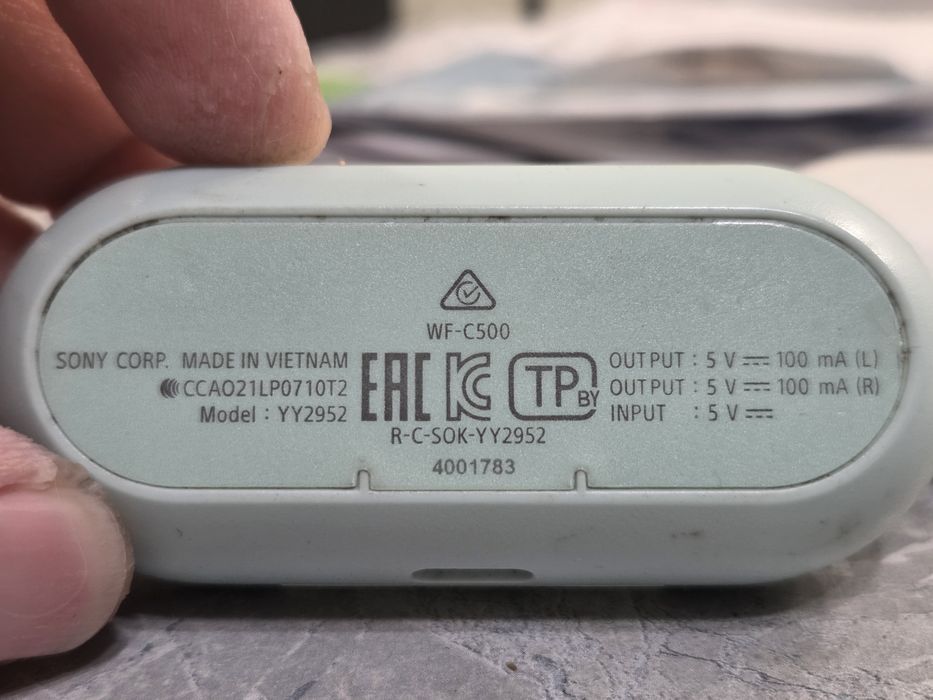 WF-C500
SONY CORP. MADE IN VIETNAM
CCAO21LP0710T2
Model : YY2952
EAC
KC
TP BY
OUTPUT : 5 V ⎓ 100 mA (L)
OUTPUT : 5 V ⎓ 100 mA (R)
INPUT : 5 V ⎓
R-C-SOK-YY2952
4001783